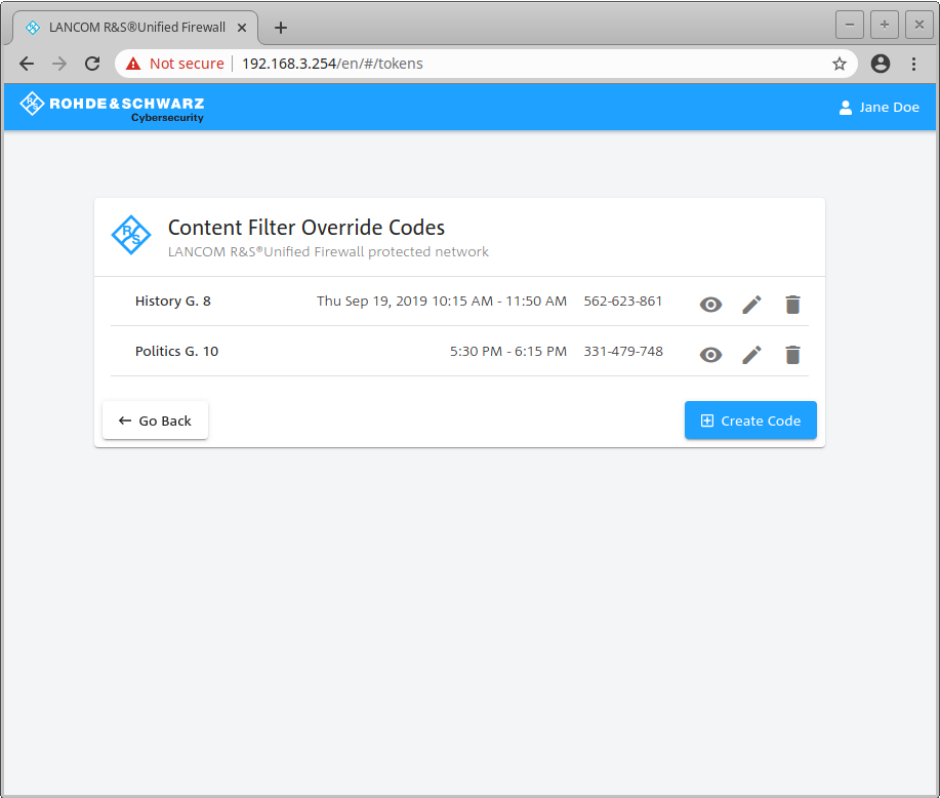 LANCOM R&S®Unified Firewall
Not secure 192.168.3.254/en/#/tokens
ROHDE&SCHWARZ
Cybersecurity
Jane Doe
R S
Content Filter Override Codes
LANCOM R&S®Unified Firewall protected network
History G. 8 Thu Sep 19, 2019 10:15 AM - 11:50 AM 562-623-861
Politics G. 10 5:30 PM - 6:15 PM 331-479-748
Go Back Create Code